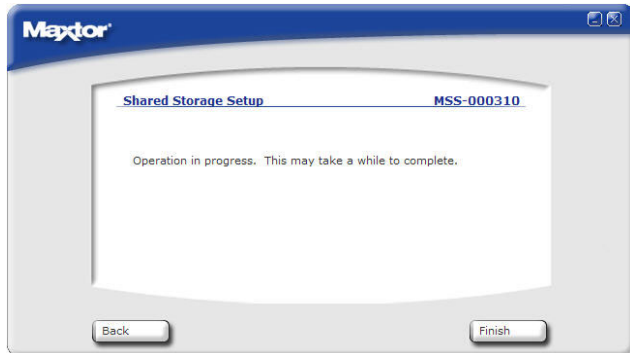 Maxtor
Shared Storage Setup MSS-000310
Operation in progress. This may take a while to complete.
Back Finish